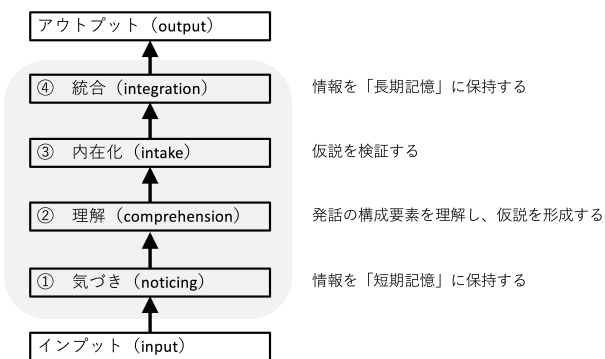 アウトプット（output）
④　統合（integration）　情報を「長期記憶」に保持する
③　内在化（intake）　仮説を検証する
②　理解（comprehension）　発話の構成要素を理解し、仮説を形成する
①　気づき（noticing）　情報を「短期記憶」に保持する
インプット（input）